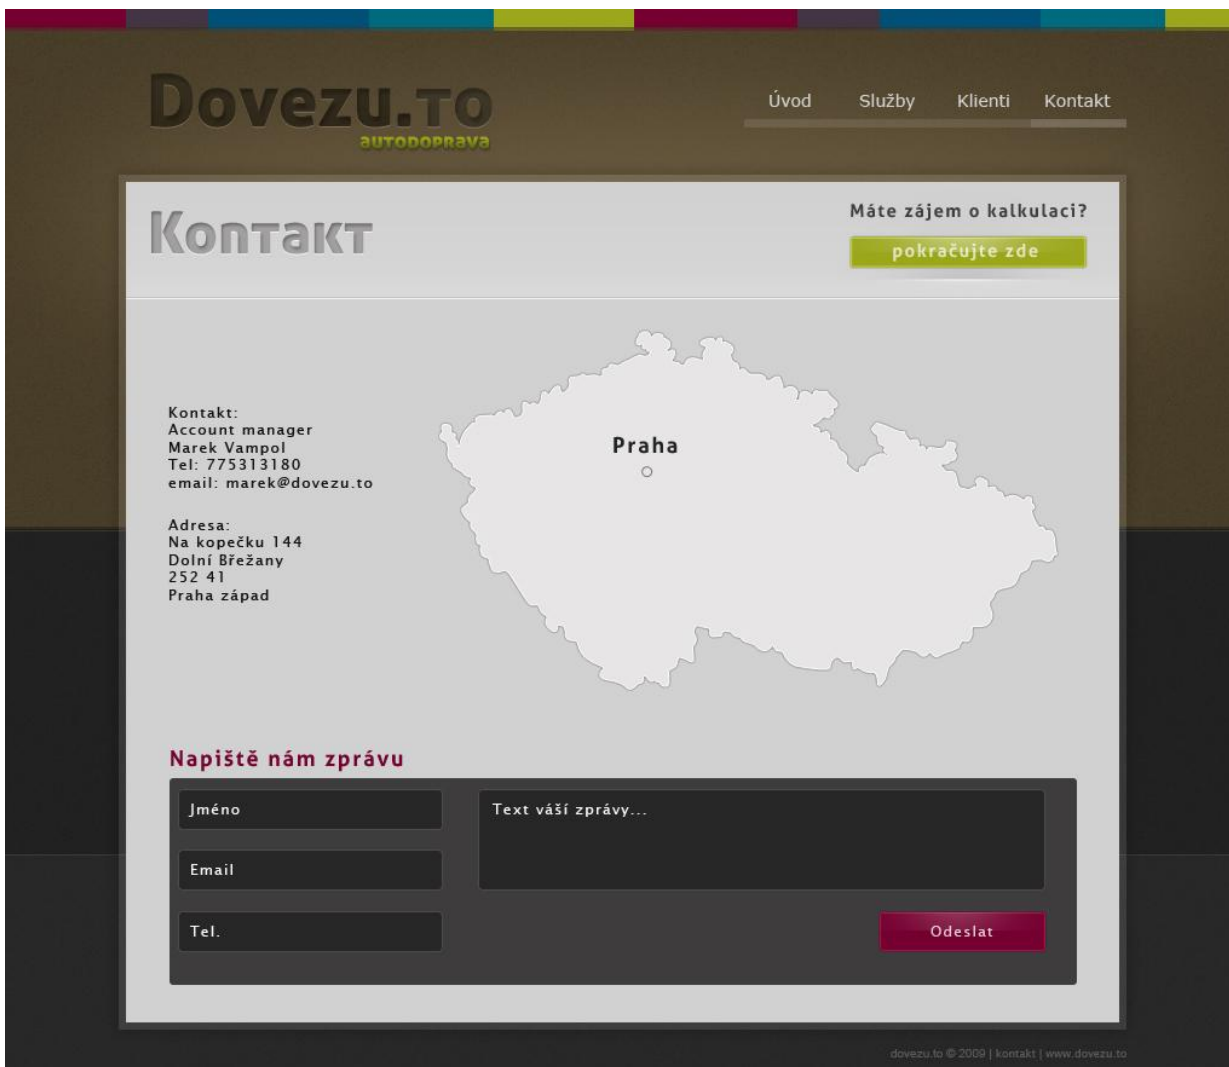 Dovezu.to
autodoprava
Úvod Služby Klienti Kontakt
Kontakt
Máte zájem o kalkulaci?
pokračujte zde
Kontakt:
Account manager
Marek Vampol
Tel: 775313180
email: marek@dovezu.to
Adresa:
Na kopečku 144
Dolní Břežany
252 41
Praha západ
Praha
Napiště nám zprávu
Jméno
Email
Tel.
Text váší zprávy...
Odeslat
dovezu.to © 2009 | kontakt | www.dovezu.to